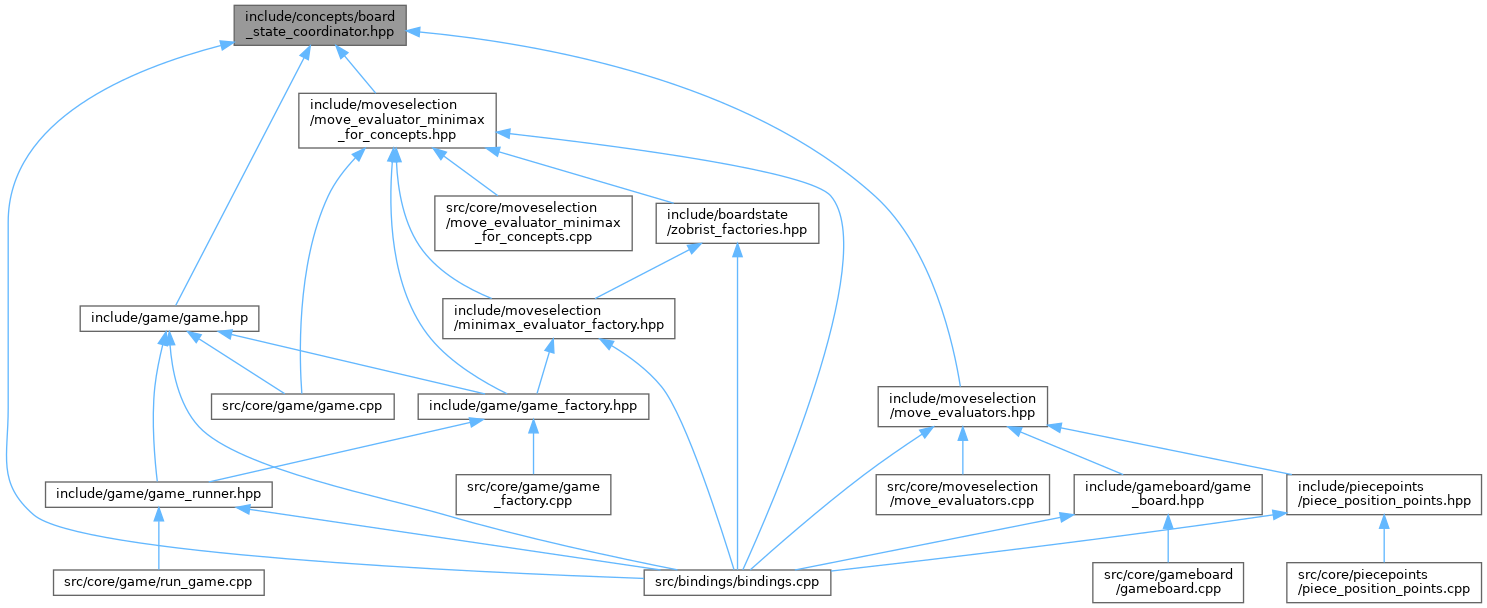 include/concepts/board
_state_coordinator.hpp
include/moveselection
/move_evaluator_minimax
_for_concepts.hpp
src/core/moveselection
/move_evaluator_minimax
_for_concepts.cpp
include/boardstate
/zobrist_factories.hpp
include/game/game.hpp
include/moveselection
/minimax_evaluator_factory.hpp
src/core/game/game.cpp
include/game/game_factory.hpp
include/moveselection
/move_evaluators.hpp
include/game/game_runner.hpp
src/core/game/game
_factory.cpp
src/core/moveselection
/move_evaluators.cpp
include/gameboard/game
_board.hpp
include/piecepoints
/piece_position_points.hpp
src/core/game/run_game.cpp
src/bindings/bindings.cpp
src/core/gameboard
/gameboard.cpp
src/core/piecepoints
/piece_position_points.cpp